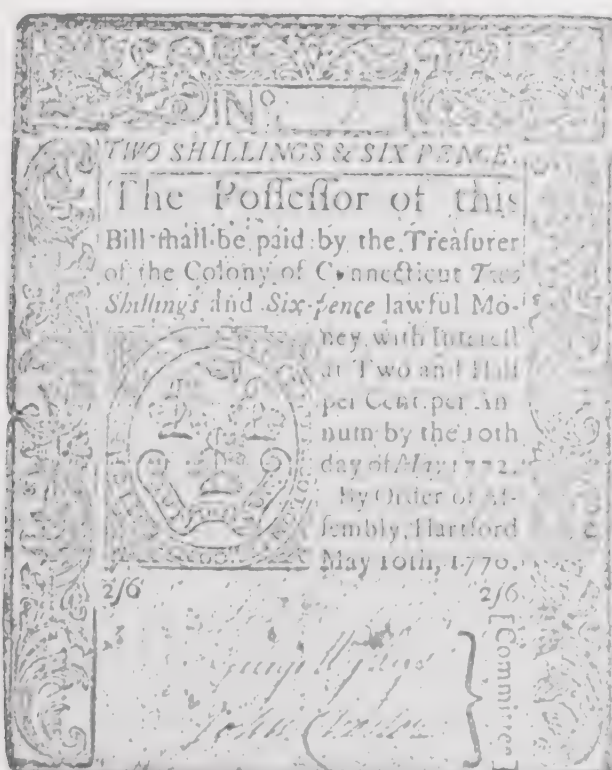 No
TWO SHILLINGS & SIX PENCE.
The Poſſeſſor of this
Bill ſhall be paid by the Treaſurer
of the Colony of Connecticut Two
Shillings and Six-pence lawful Mo-
ney, with Intereſt
at Two and Half
per Cent. per An-
num by the 10th
day of May 1772.
By Order of Aſ-
ſembly, Hartford
May 10th, 1770.
2/6 2/6
[Committee]
John